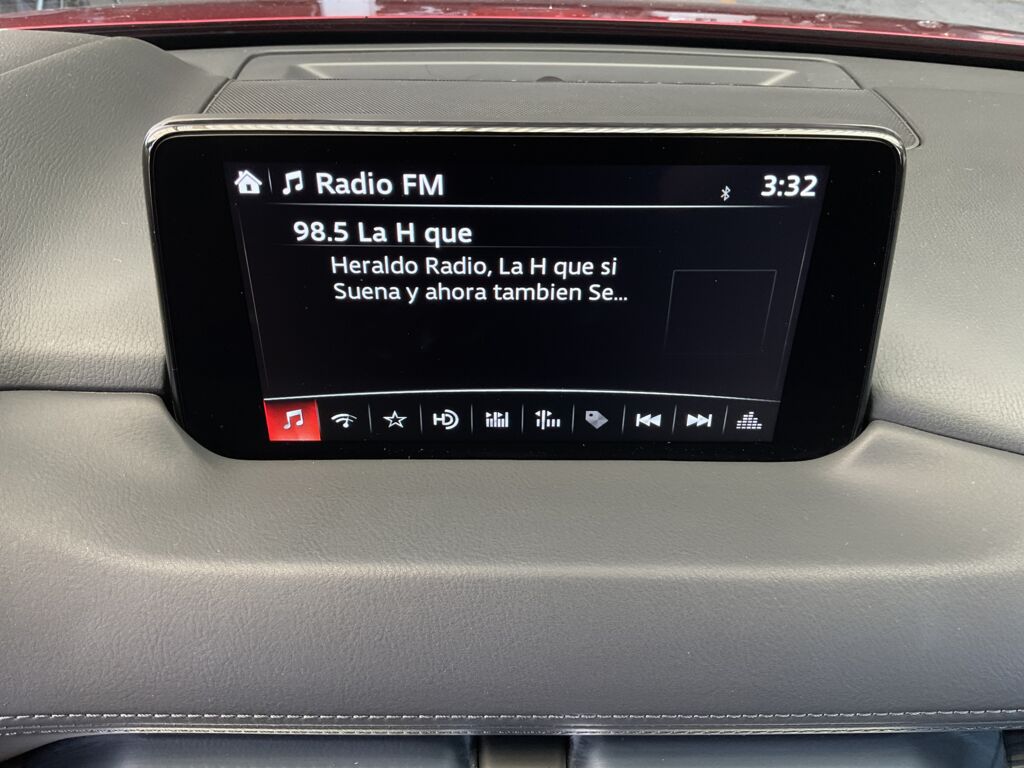 Radio FM
3:32
98.5 La H que
Heraldo Radio, La H que si
Suena y ahora tambien Se...
HD